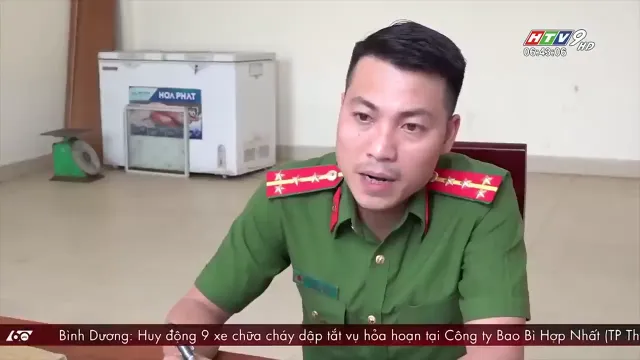 HTV9 HD
06:43:06
HOA PHAT
60
Bình Dương: Huy động 9 xe chữa cháy dập tắt vụ hỏa hoạn tại Công ty Bao Bì Hợp Nhất (TP Th